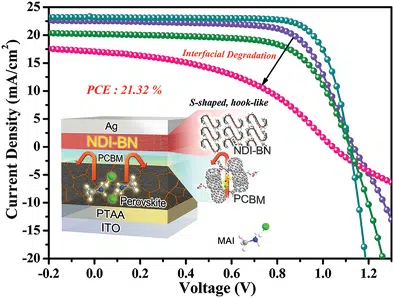 25
20
15
10
5
0
-5
-10
-15
-20
Current Density (mA/cm²)
Interfacial Degradation
PCE : 21.32 %
S-shaped, hook-like
Ag
NDI-BN
PCBM
Perovskite
PTAA
ITO
NDI-BN
PCBM
MAI
-0.2 0.0 0.2 0.4 0.6 0.8 1.0 1.2
Voltage (V)